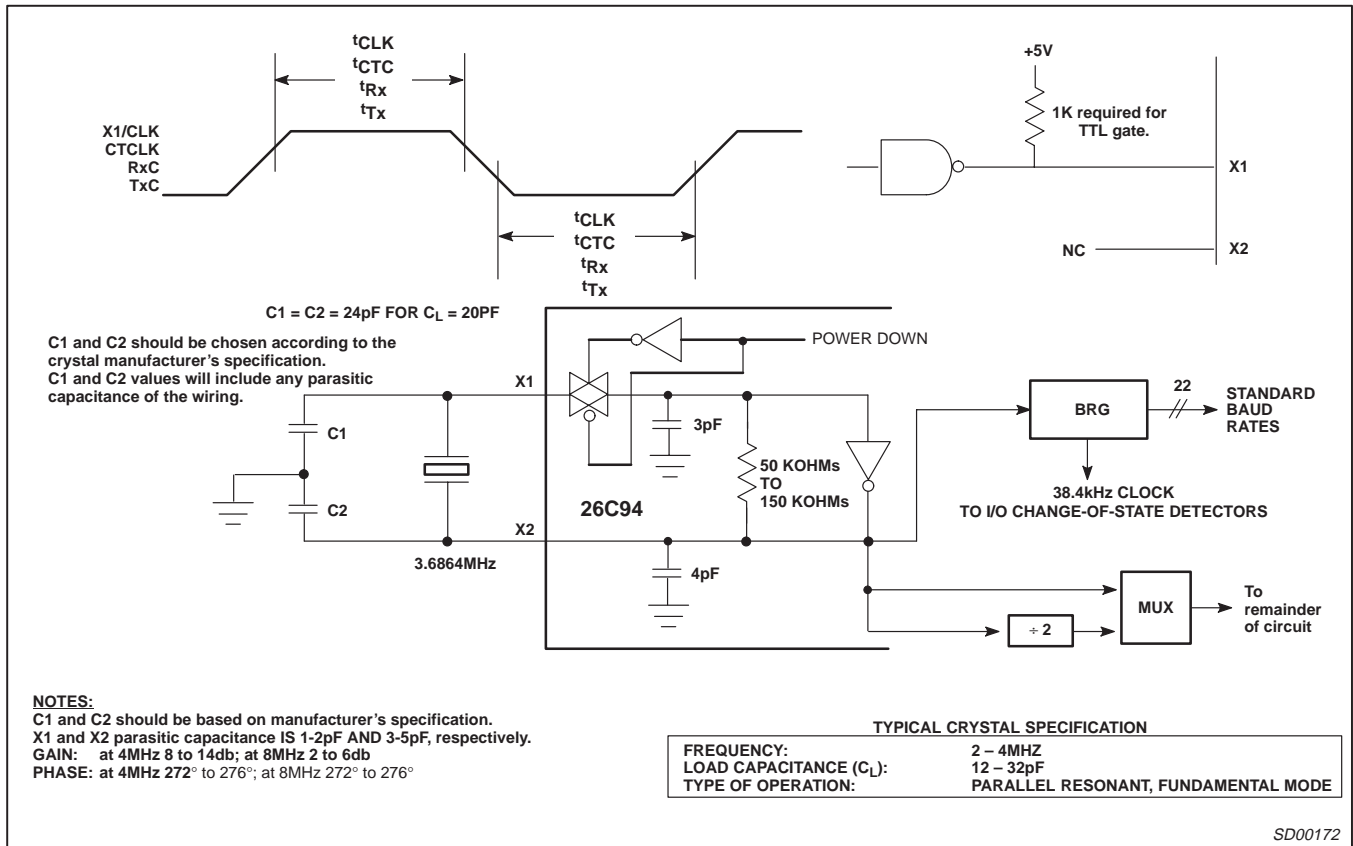 tCLK
tCTC
tRx
tTx
X1/CLK
CTCLK
RxC
TxC
tCLK
tCTC
tRx
tTx
+5V
1K required for
TTL gate.
X1
NC
X2
C1 = C2 = 24pF FOR CL = 20PF
C1 and C2 should be chosen according to the
crystal manufacturer's specification.
C1 and C2 values will include any parasitic
capacitance of the wiring.
X1
POWER DOWN
C1
3pF
50 KOHMs
TO
150 KOHMs
26C94
C2
X2
3.6864MHz
4pF
BRG
22
STANDARD
BAUD
RATES
38.4kHz CLOCK
TO I/O CHANGE-OF-STATE DETECTORS
MUX
÷ 2
To
remainder
of circuit
NOTES:
C1 and C2 should be based on manufacturer's specification.
X1 and X2 parasitic capacitance IS 1-2pF AND 3-5pF, respectively.
GAIN: at 4MHz 8 to 14db; at 8MHz 2 to 6db
PHASE: at 4MHz 272° to 276°; at 8MHz 272° to 276°
TYPICAL CRYSTAL SPECIFICATION
FREQUENCY: 2 – 4MHZ
LOAD CAPACITANCE (CL): 12 – 32pF
TYPE OF OPERATION: PARALLEL RESONANT, FUNDAMENTAL MODE
SD00172